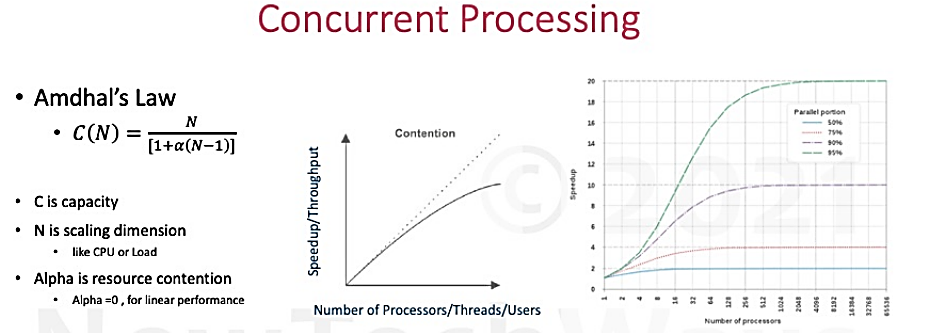 Concurrent Processing
• Amdhal's Law
• C(N) = N / [1+α(N−1)]
• C is capacity
• N is scaling dimension
• like CPU or Load
• Alpha is resource contention
• Alpha =0 , for linear performance
Contention
Speedup/Throughput
Number of Processors/Threads/Users
20
18
16
14
12
10
8
6
4
2
0
Speedup
Parallel portion
50%
75%
90%
95%
1
2
4
8
16
32
64
128
256
512
1024
2048
4096
8192
16384
32768
65536
Number of processors
© 2021